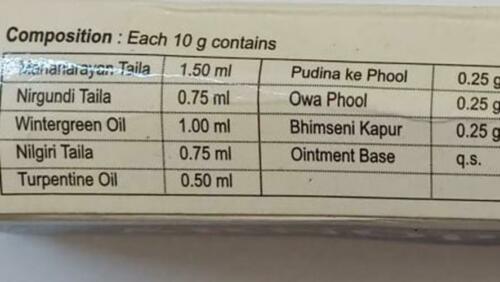 Composition : Each 10 g contains
Mahanarayan Taila 1.50 ml Pudina ke Phool 0.25 g
Nirgundi Taila 0.75 ml Owa Phool 0.25 g
Wintergreen Oil 1.00 ml Bhimseni Kapur 0.25 g
Nilgiri Taila 0.75 ml Ointment Base q.s.
Turpentine Oil 0.50 ml